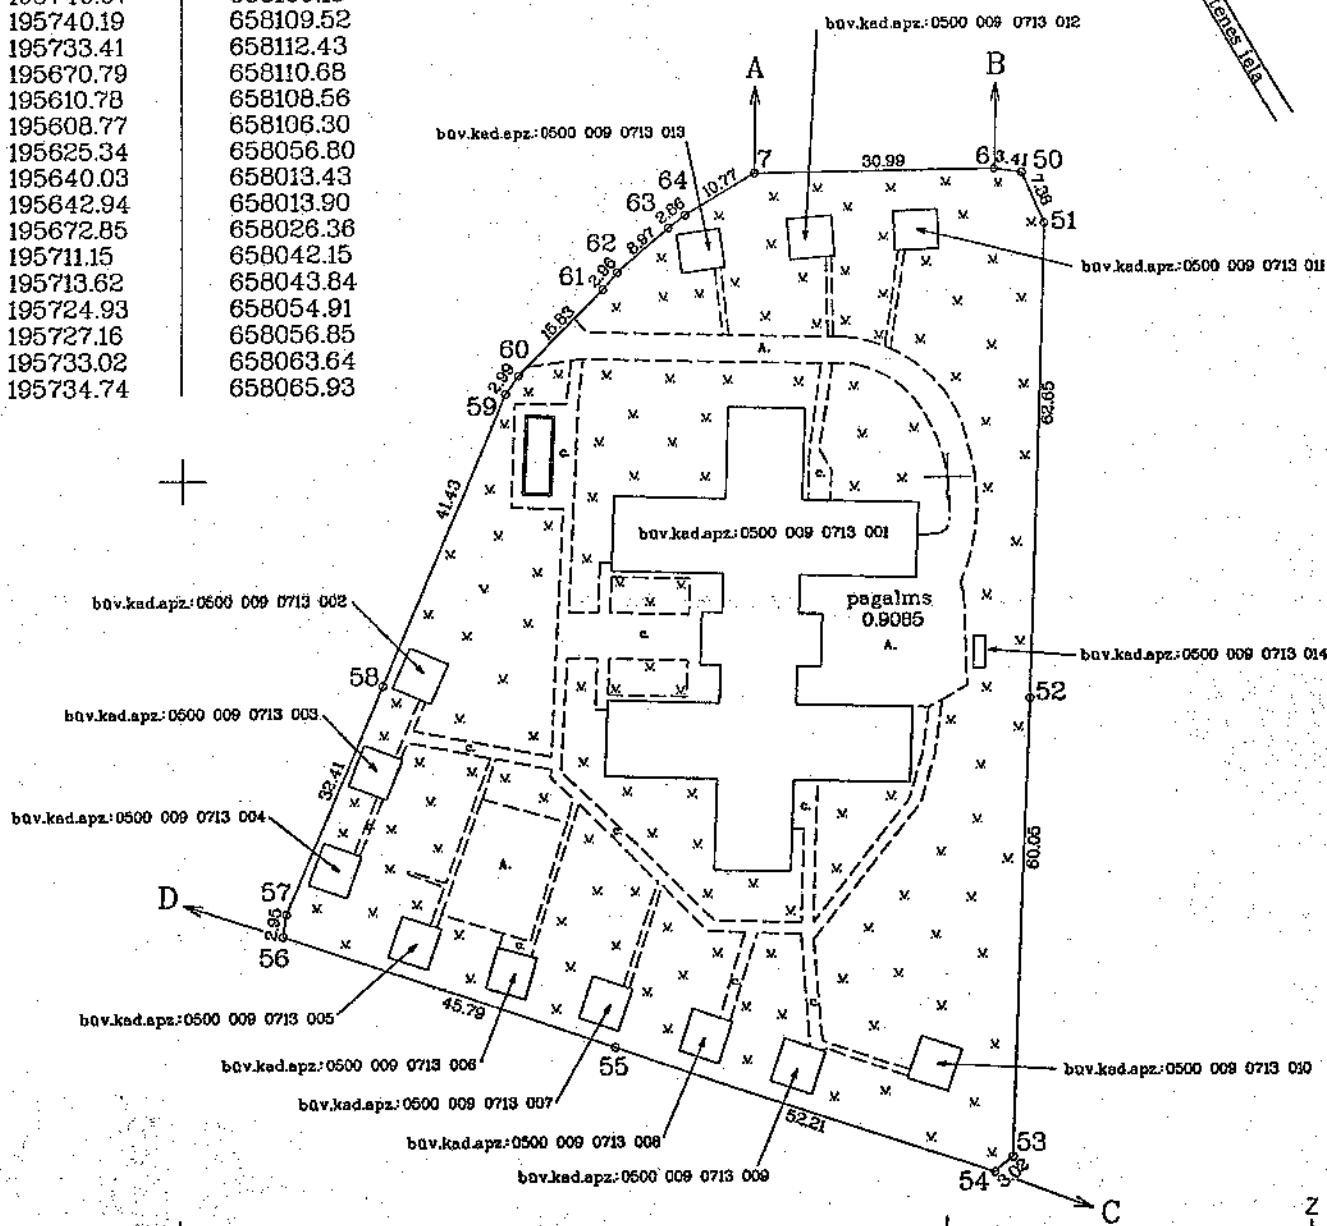 195740.19 658109.52
195733.41 658112.43
195670.79 658110.68
195610.78 658108.56
195608.77 658106.30
195625.34 658056.80
195640.03 658013.43
195642.94 658013.90
195672.85 658026.36
195711.15 658042.15
195713.62 658043.84
195724.93 658054.91
195727.16 658056.85
195733.02 658063.64
195734.74 658065.93
būv.kad.apz.:0500 009 0713 012
iela
A
B
būv.kad.apz.:0500 009 0713 013
7
30.99
6
3.41
50
7.38
64
10.77
63
2.86
51
62
8.97
61
2.96
būv.kad.apz.:0500 009 0713 011
15.83
60
A.
2.99
59
62.65
c.
c.
41.43
būv.kad.apz.:0500 009 0713 001
būv.kad.apz.:0500 009 0713 002
pagalms
0.9085
c.
A.
būv.kad.apz.:0500 009 0713 014
58
52
būv.kad.apz.:0500 009 0713 003
c.
32.41
būv.kad.apz.:0500 009 0713 004
c.
c.
60.05
A.
D
57
2.95
56
c.
c.
45.79
c.
būv.kad.apz.:0500 009 0713 005
55
būv.kad.apz.:0500 009 0713 006
būv.kad.apz.:0500 009 0713 010
būv.kad.apz.:0500 009 0713 007
52.21
būv.kad.apz.:0500 009 0713 008
53
būv.kad.apz.:0500 009 0713 009
54
3.02
C
Z